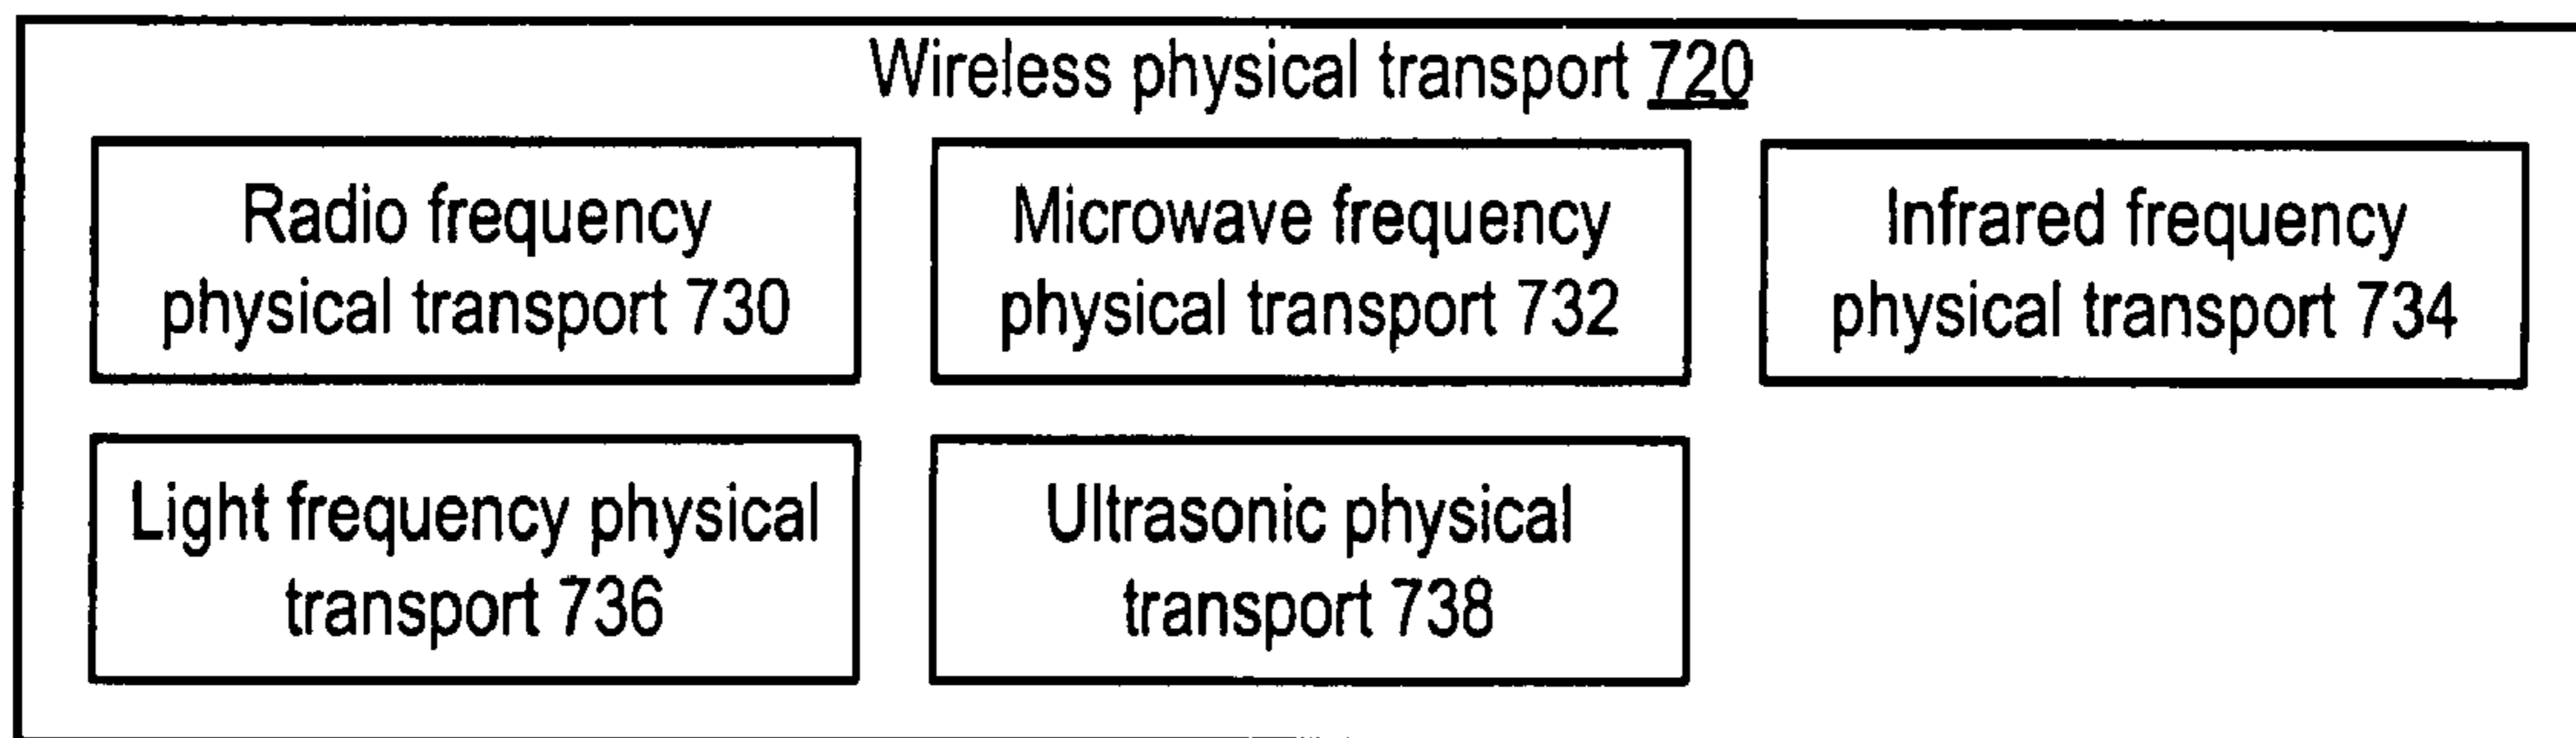 Wireless physical transport 720
Radio frequency
physical transport 730
Microwave frequency
physical transport 732
Infrared frequency
physical transport 734
Light frequency physical
transport 736
Ultrasonic physical
transport 738